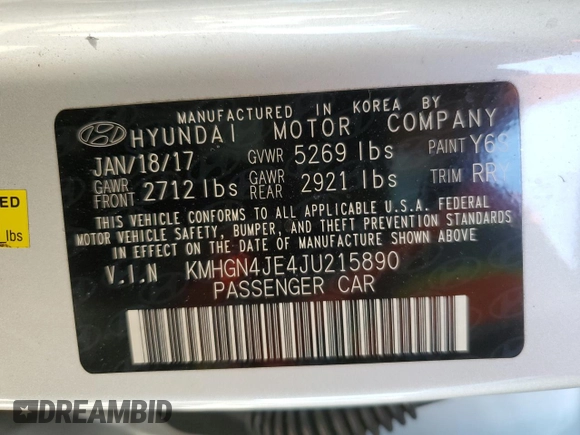 MANUFACTURED IN KOREA BY
HYUNDAI MOTOR COMPANY
JAN/18/17 GVWR 5269 lbs PAINT Y6
GAWR FRONT 2712 lbs GAWR REAR 2921 lbs TRIM RR
THIS VEHICLE CONFORMS TO ALL APPLICABLE U.S.A. FEDERAL
MOTOR VEHICLE SAFETY, BUMPER, AND THEFT PREVENTION STANDARDS
IN EFFECT ON THE DATE OF MANUFACTURE SHOWN ABOVE
V.I.N KMHGN4JE4JU215890
PASSENGER CAR
lbs
DREAMBID